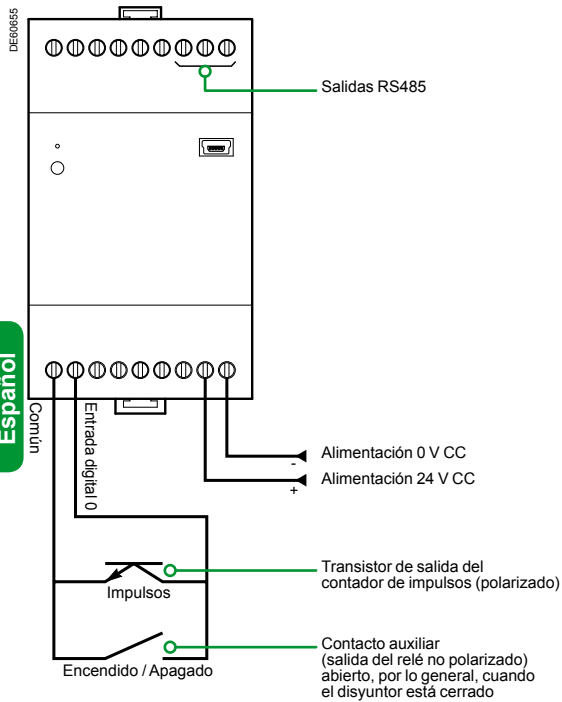 DE60655
Salidas RS485
Español
Común
Entrada digital 0
Alimentación 0 V CC
-
Alimentación 24 V CC
+
Transistor de salida del
contador de impulsos (polarizado)
Impulsos
Contacto auxiliar
(salida del relé no polarizado)
abierto, por lo general, cuando
el disyuntor está cerrado
Encendido / Apagado